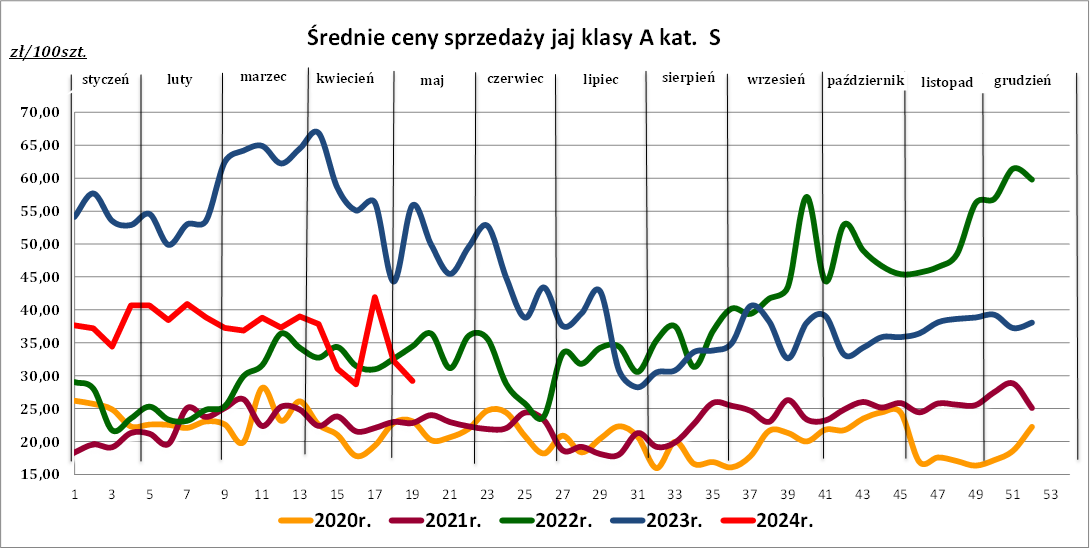 Średnie ceny sprzedaży jaj klasy A kat. S
zł/100szt.
styczeń luty marzec kwiecień maj czerwiec lipiec sierpień wrzesień październik listopad grudzień
70,00
65,00
60,00
55,00
50,00
45,00
40,00
35,00
30,00
25,00
20,00
15,00
1 3 5 7 9 11 13 15 17 19 21 23 25 27 29 31 33 35 37 39 41 43 45 47 49 51 53
2020r. 2021r. 2022r. 2023r. 2024r.